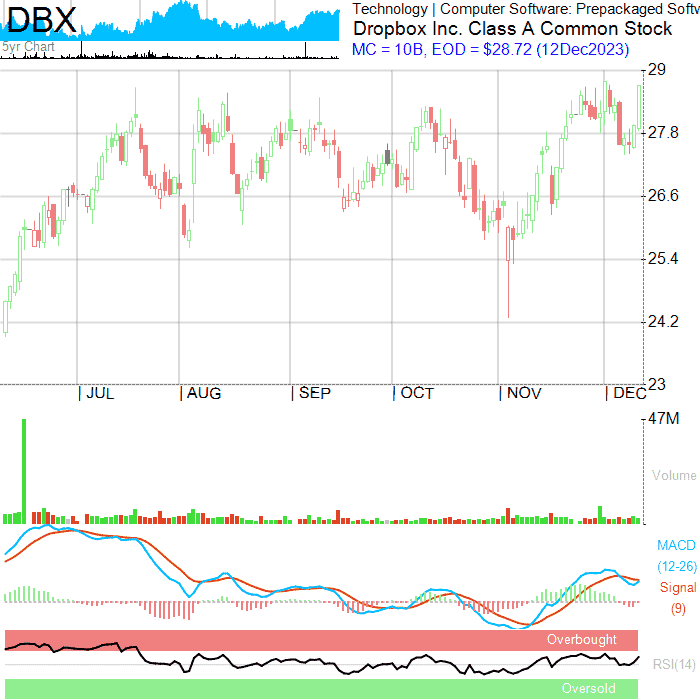 DBX
5yr Chart
Technology | Computer Software: Prepackaged Softw
Dropbox Inc. Class A Common Stock
MC = 10B, EOD = $28.72 (12Dec2023)
29
27.8
26.6
25.4
24.2
23
| JUL | AUG | SEP | OCT | NOV | DEC
47M
Volume
MACD
(12-26)
Signal
(9)
Overbought
RSI(14)
Oversold